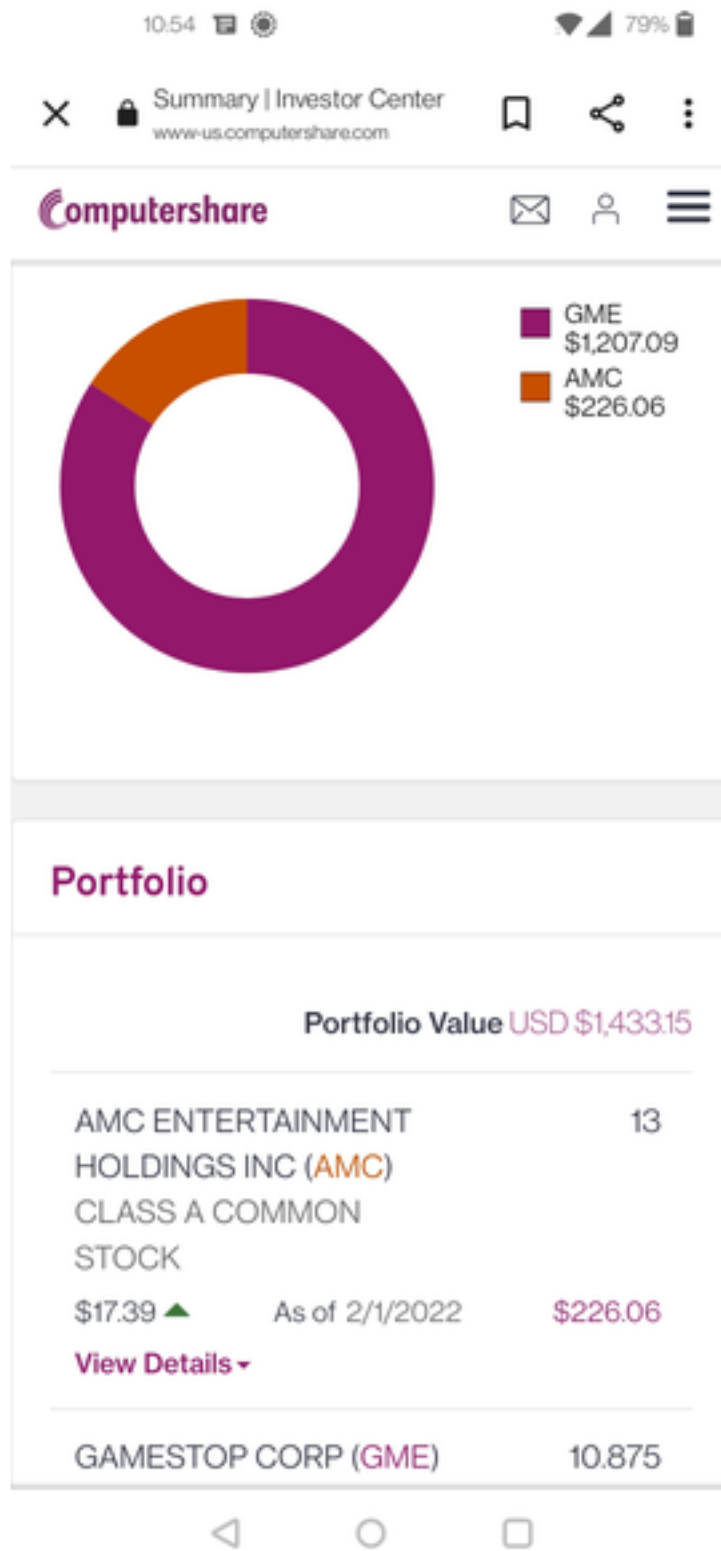 10:54 79%
Summary | Investor Center
www-us.computershare.com
Computershare
GME
$1,207.09
AMC
$226.06
Portfolio
Portfolio Value USD $1,433.15
AMC ENTERTAINMENT 13
HOLDINGS INC (AMC)
CLASS A COMMON
STOCK
$17.39 As of 2/1/2022 $226.06
View Details
GAMESTOP CORP (GME) 10.875